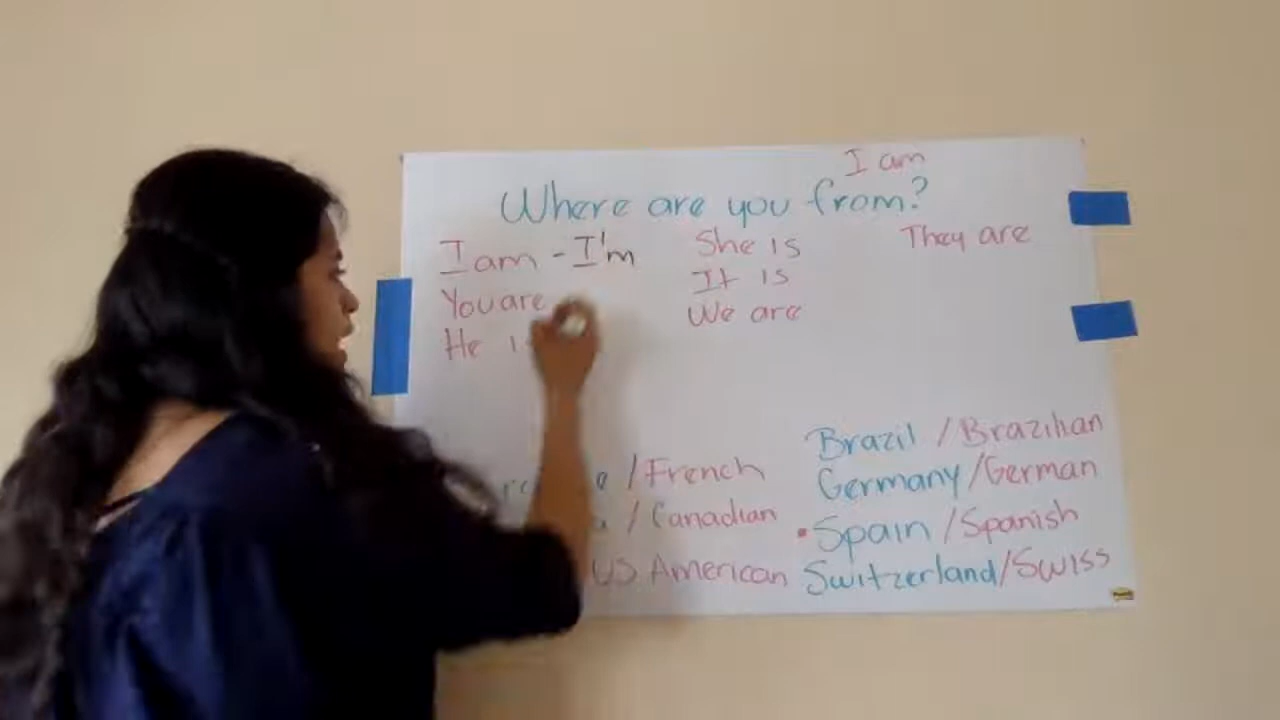 I am
Where are you from?
I am - I'm
You are
He
She is
It is
We are
They are
/French
/Canadian
US American
Brazil /Brazilian
Germany/German
•Spain /Spanish
Switzerland/Swiss